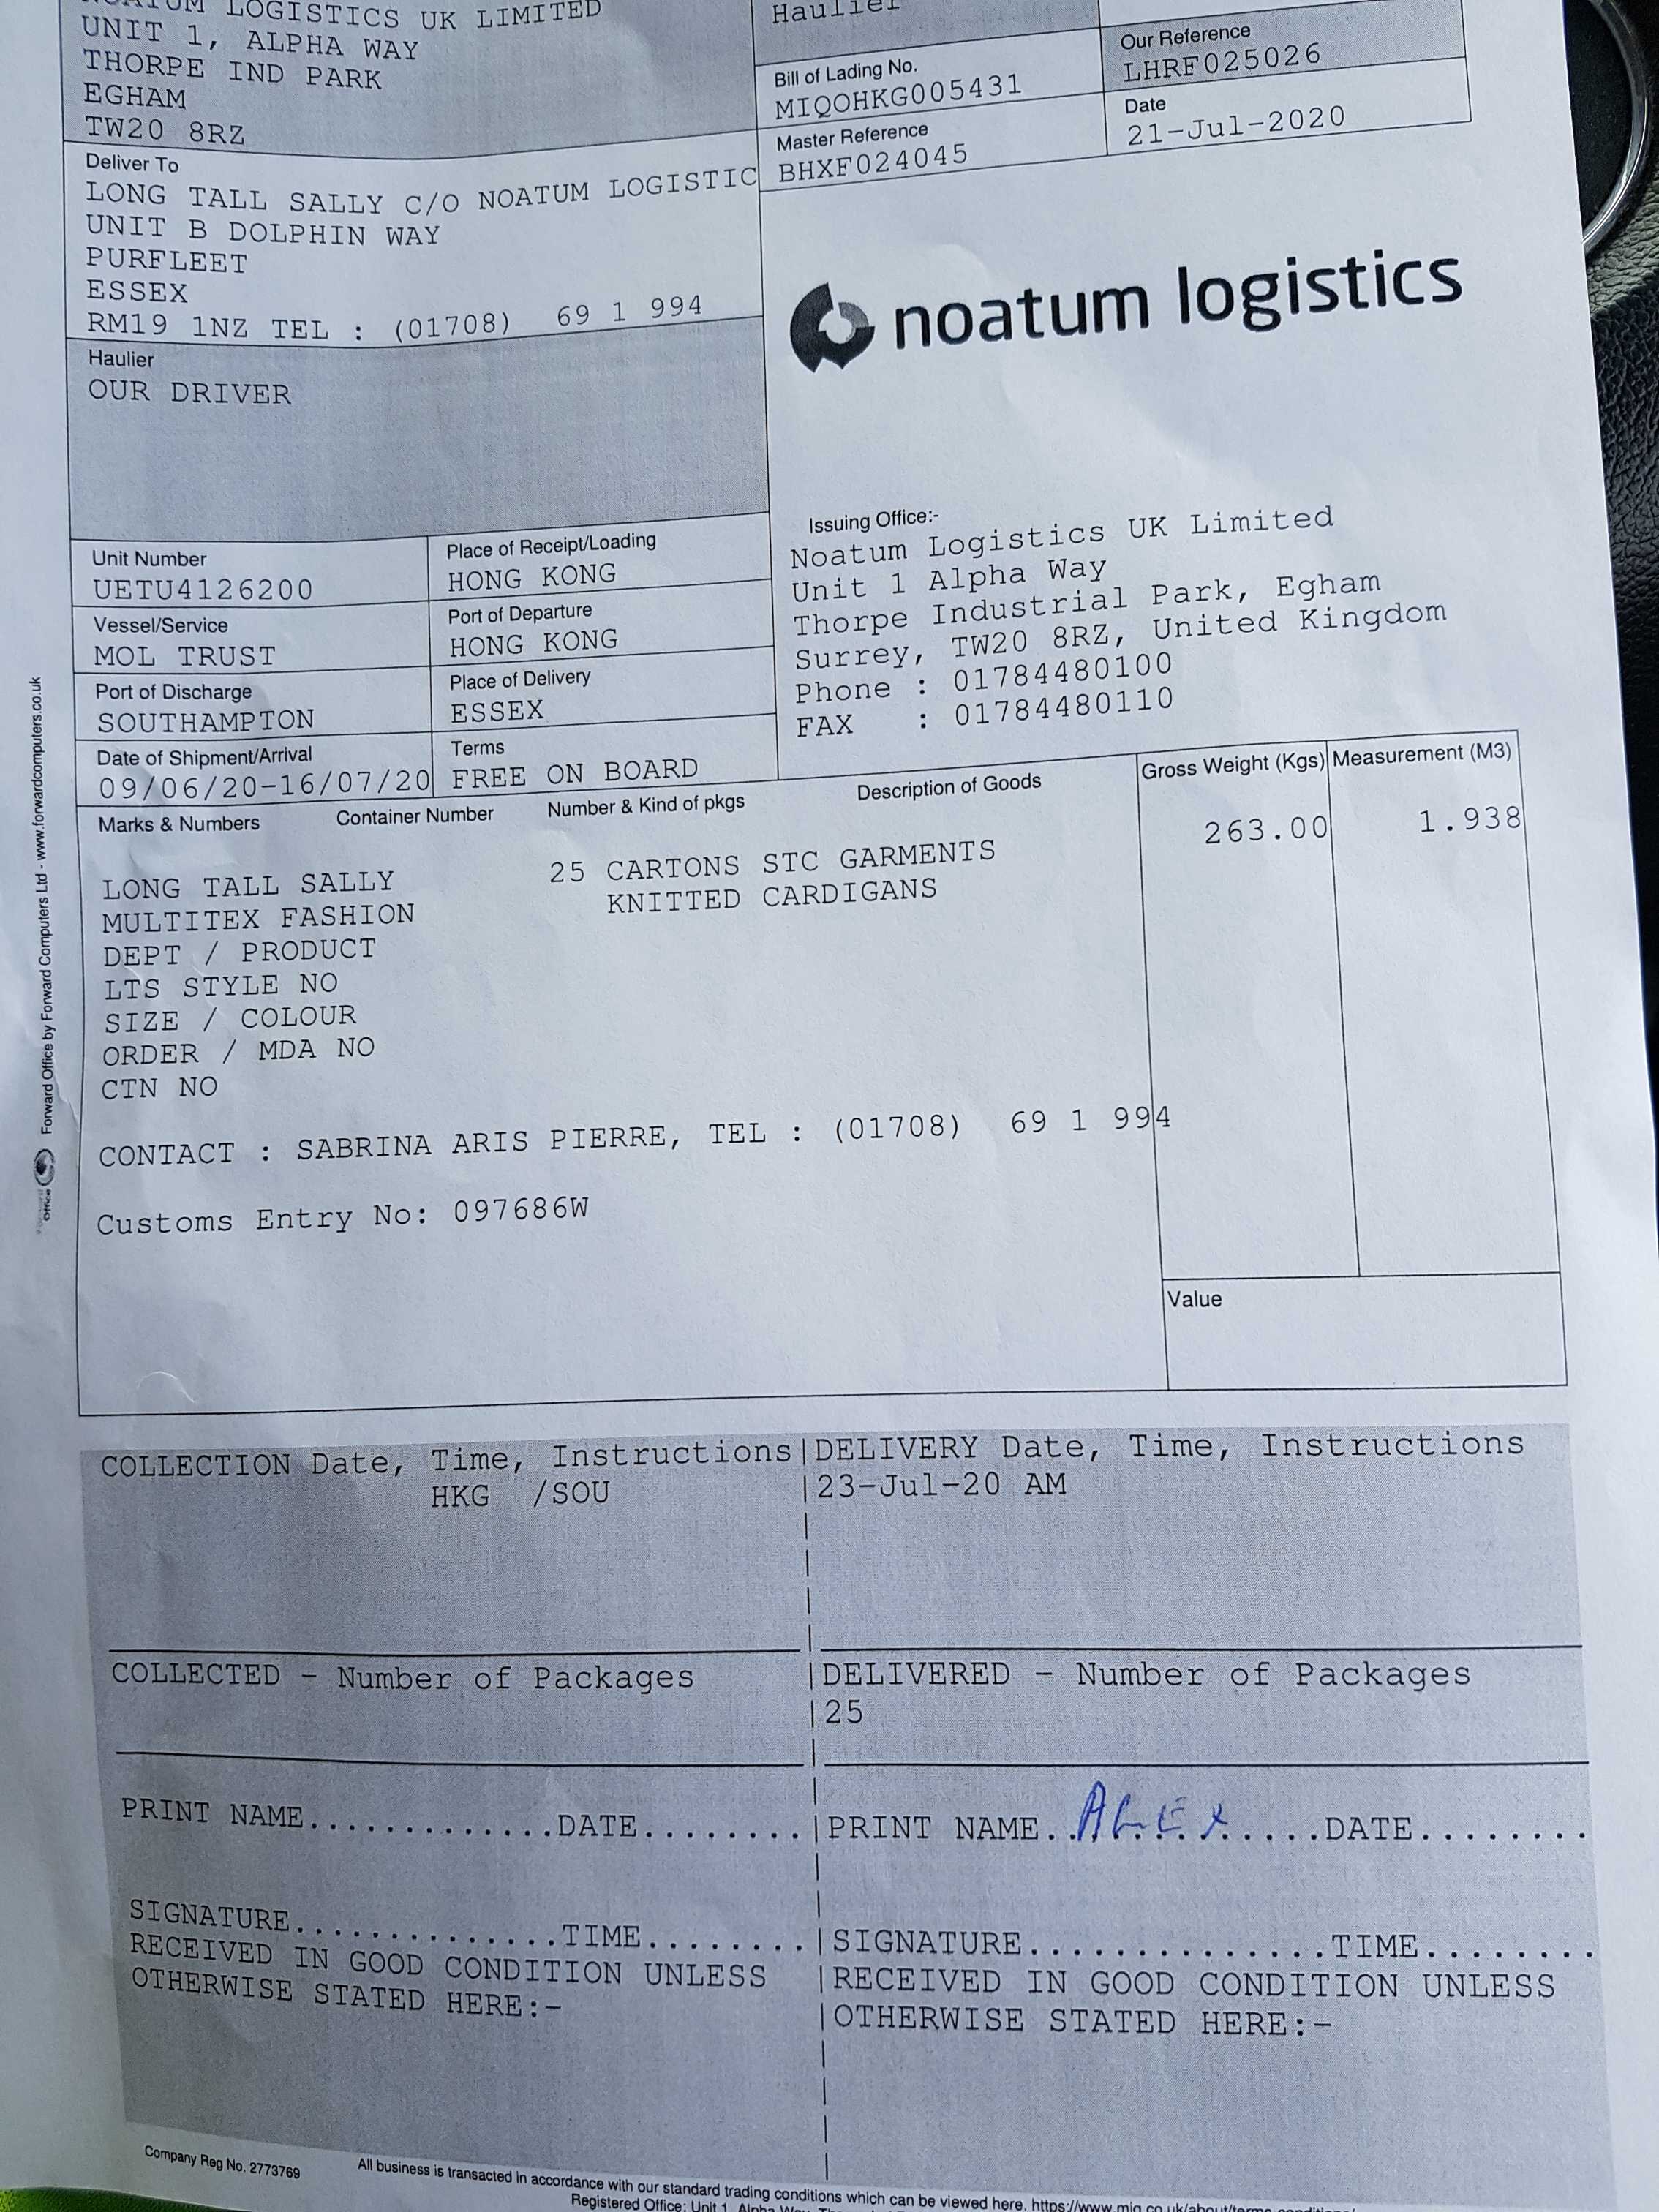 LOGISTICS UK LIMITED
UNIT 1, ALPHA WAY
THORPE IND PARK
EGHAM
TW20 8RZ
Haulier
Our Reference
LHRF025026
Bill of Lading No.
MIQOHKG005431
Date
21-Jul-2020
Master Reference
BHXF024045
Deliver To
LONG TALL SALLY C/O NOATUM LOGISTIC
UNIT B DOLPHIN WAY
PURFLEET
ESSEX
RM19 1NZ TEL : (01708) 69 1 994
noatum logistics
Haulier
OUR DRIVER
Issuing Office:-
Noatum Logistics UK Limited
Unit 1 Alpha Way
Thorpe Industrial Park, Egham
Surrey, TW20 8RZ, United Kingdom
Phone : 01784480100
FAX : 01784480110
Unit Number
UETU4126200
Place of Receipt/Loading
HONG KONG
Vessel/Service
MOL TRUST
Port of Departure
HONG KONG
Port of Discharge
SOUTHAMPTON
Place of Delivery
ESSEX
Date of Shipment/Arrival
09/06/20-16/07/20
Terms
FREE ON BOARD
Marks & Numbers Container Number Number & Kind of pkgs Description of Goods Gross Weight (Kgs) Measurement (M3)
263.00 1.938
LONG TALL SALLY 25 CARTONS STC GARMENTS
MULTITEX FASHION KNITTED CARDIGANS
DEPT / PRODUCT
LTS STYLE NO
SIZE / COLOUR
ORDER / MDA NO
CTN NO
CONTACT : SABRINA ARIS PIERRE, TEL : (01708) 69 1 994
Customs Entry No: 097686W
Value
Forward Office by Forward Computers Ltd - www.forwardcomputers.co.uk
Office
COLLECTION Date, Time, Instructions|DELIVERY Date, Time, Instructions
HKG /SOU |23-Jul-20 AM
COLLECTED - Number of Packages |DELIVERED - Number of Packages
|25
PRINT NAME.............DATE........|PRINT NAME..ALEX.....DATE........
SIGNATURE..............TIME........|SIGNATURE...............TIME........
RECEIVED IN GOOD CONDITION UNLESS |RECEIVED IN GOOD CONDITION UNLESS
OTHERWISE STATED HERE:- |OTHERWISE STATED HERE:-
Company Reg No. 2773769
All business is transacted in accordance with our standard trading conditions which can be viewed here. https://www.miq.co.uk/about/terms
Registered Office: Unit 1, Alpha Way,